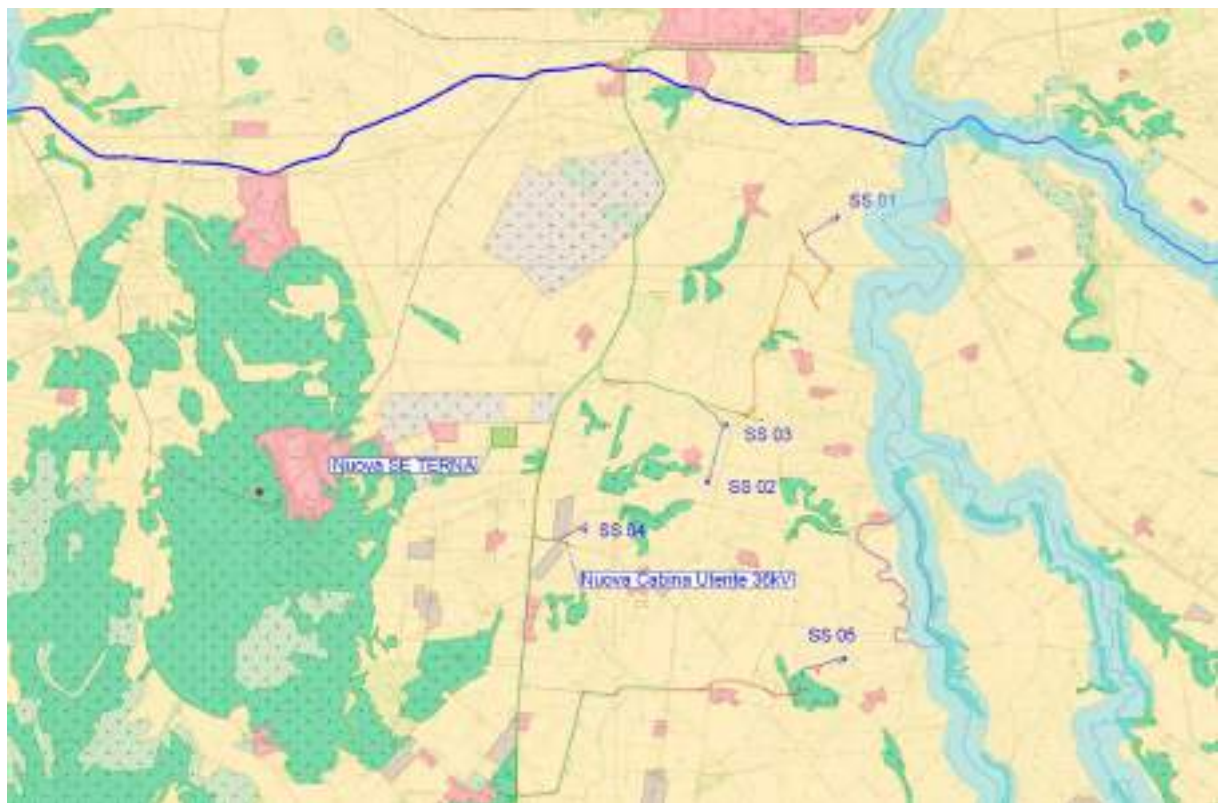 SS 01
SS 03
Nuova SE TERNA
SS 02
SS 04
Nuova Cabina Utente 36kV
SS 05